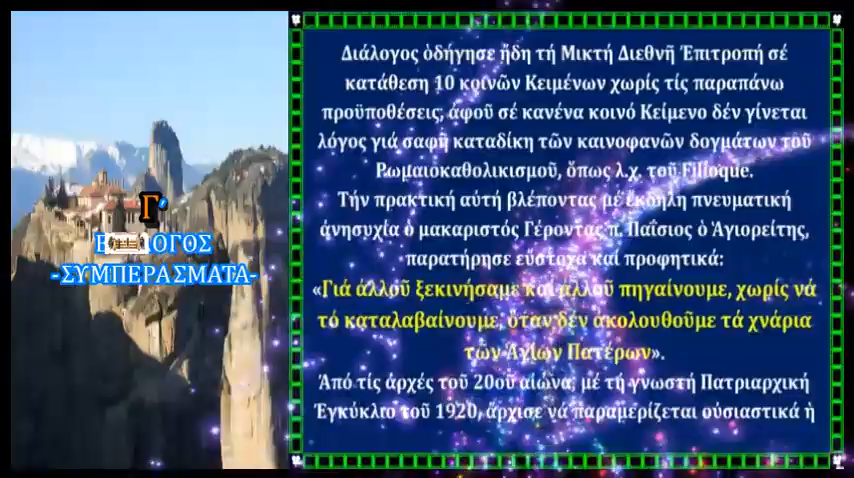 Γ΄
-ΣΥΜΠΕΡΑΣΜΑΤΑ-
Διάλογος ὁδήγησε ἤδη τή Μικτή Διεθνῆ Ἐπιτροπή σέ
κατάθεση 10 κοινῶν Κειμένων χωρίς τίς παραπάνω
προϋποθέσεις, ἀφοῦ σέ κανένα κοινό Κείμενο δέν γίνεται
λόγος γιά σαφῆ καταδίκη τῶν καινοφανῶν δογμάτων τοῦ
Ρωμαιοκαθολικισμοῦ, ὅπως λ.χ. τοῦ Filioque.
Τήν πρακτική αὐτή βλέποντας μέ ἔκδηλη πνευματική
ἀνησυχία ὁ μακαριστός Γέροντας π. Παΐσιος ὁ Ἁγιορείτης,
παρατήρησε εὔστοχα καί προφητικά:
«Γιά ἀλλοῦ ξεκινήσαμε καί ἀλλοῦ πηγαίνουμε, χωρίς νά
τό καταλαβαίνουμε, ὅταν δέν ἀκολουθοῦμε τά χνάρια
τῶν Ἁγίων Πατέρων».
Ἀπό τίς ἀρχές τοῦ 20οῦ αἰώνα, μέ τή γνωστή Πατριαρχική
Ἐγκύκλιο τοῦ 1920, ἄρχισε νά παραμερίζεται οὐσιαστικά ἡ